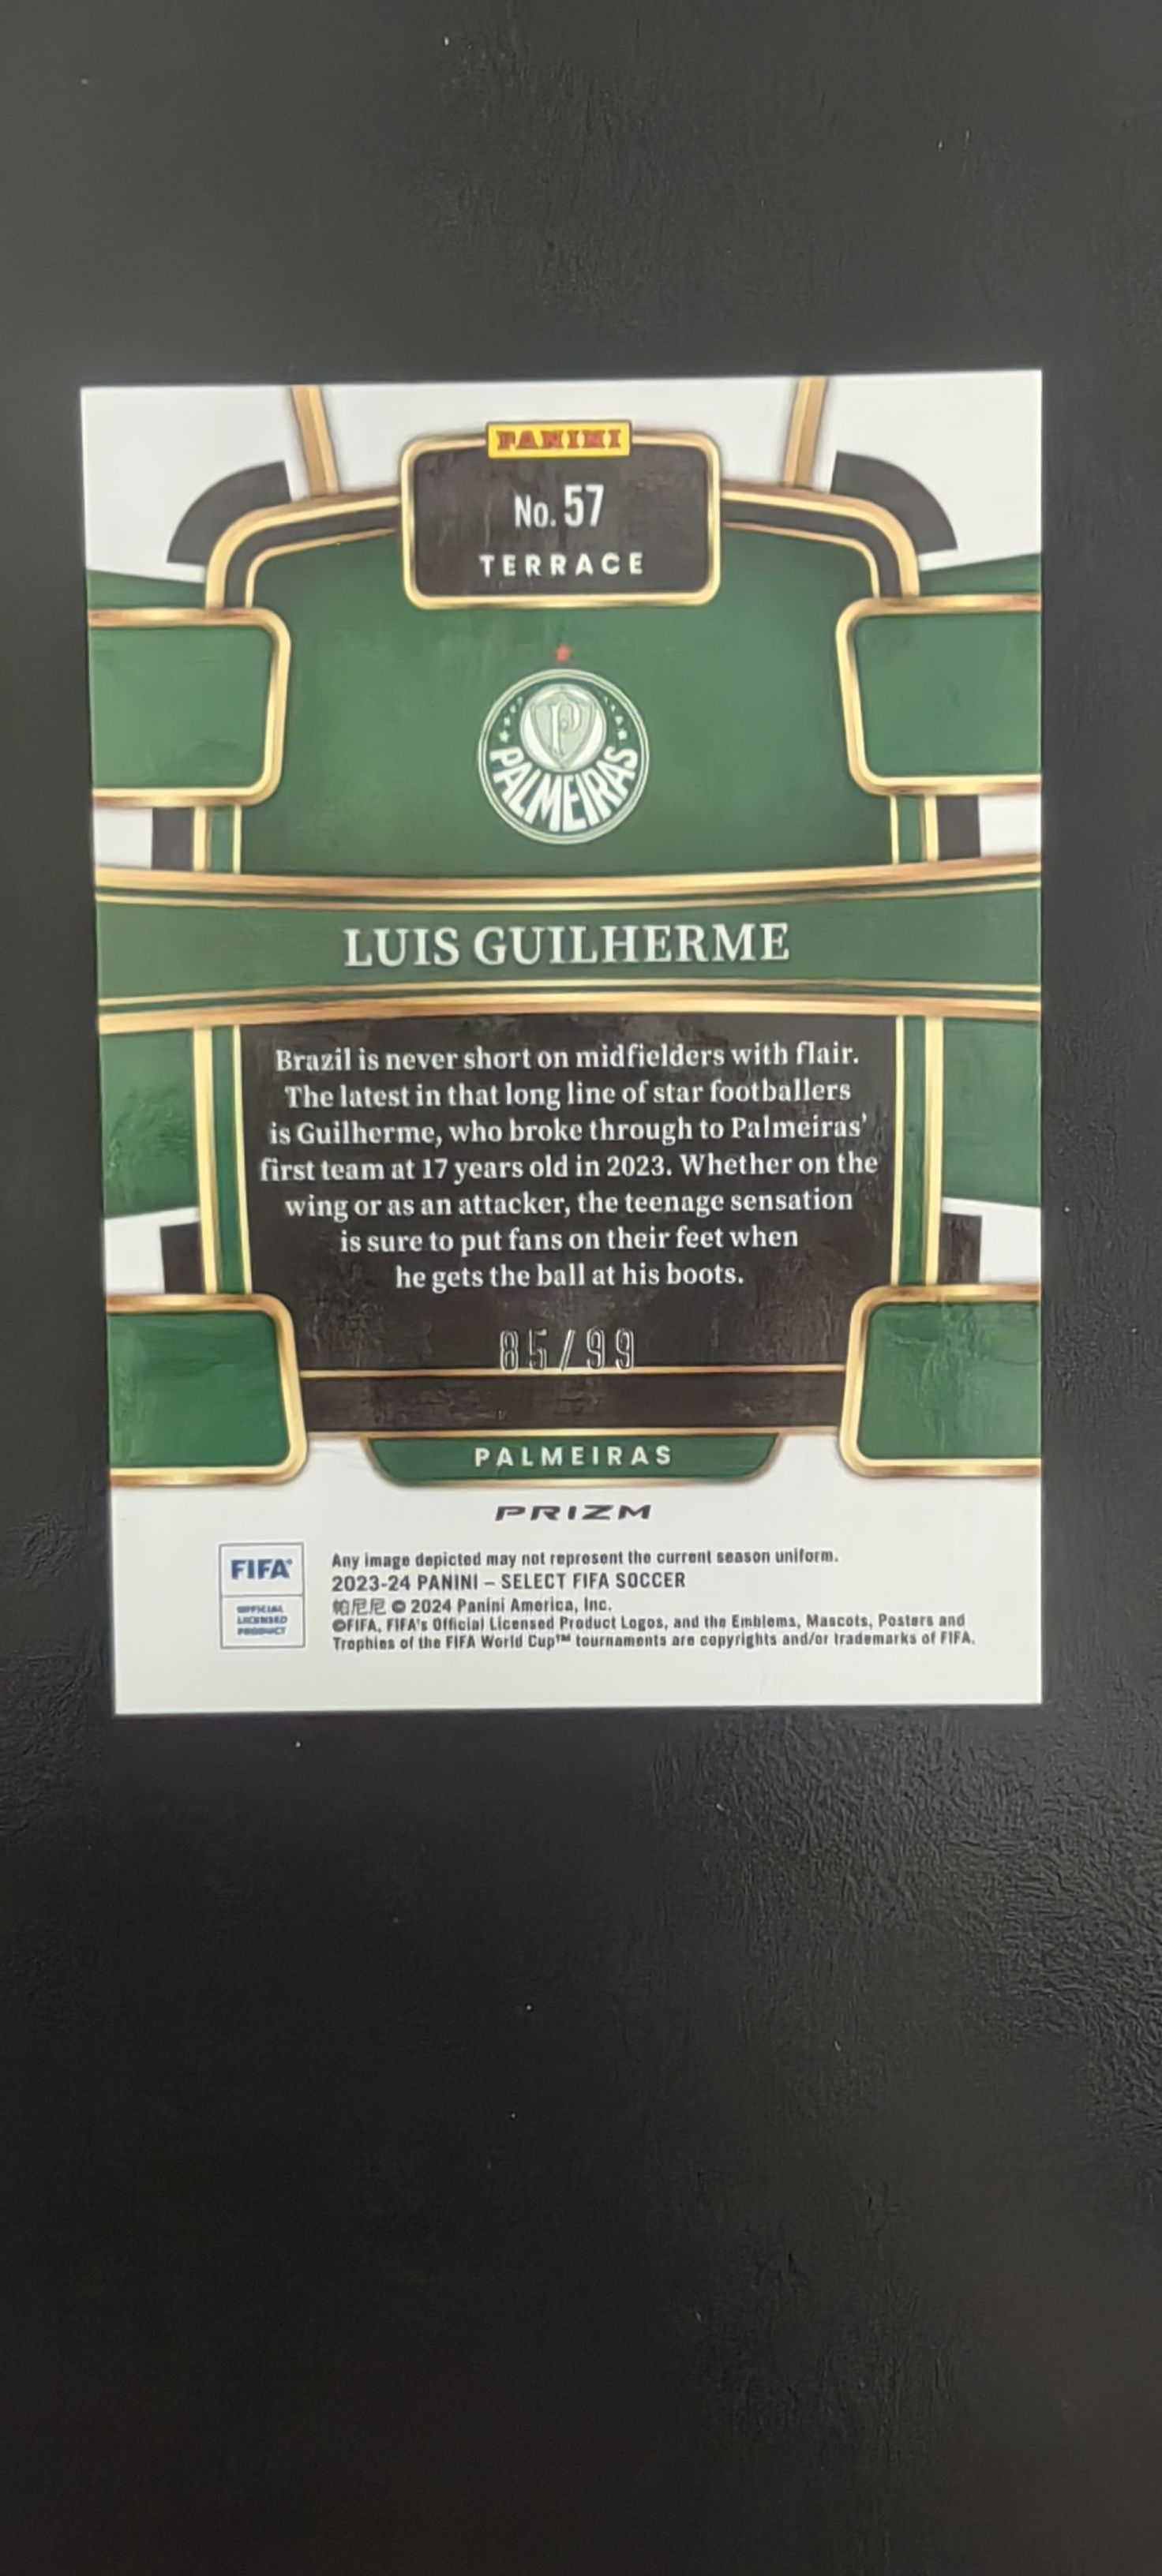 PANINI
No. 57
TERRACE
P
PALMEIRAS
LUIS GUILHERME
Brazil is never short on midfielders with flair.
The latest in that long line of star footballers
is Guilherme, who broke through to Palmeiras'
first team at 17 years old in 2023. Whether on the
wing or as an attacker, the teenage sensation
is sure to put fans on their feet when
he gets the ball at his boots.
85/99
PALMEIRAS
PRIZM
FIFA®
OFFICIAL
LICENSED
PRODUCT
Any image depicted may not represent the current season uniform.
2023-24 PANINI – SELECT FIFA SOCCER
帕尼尼 © 2024 Panini America, Inc.
©FIFA, FIFA's Official Licensed Product Logos, and the Emblems, Mascots, Posters and
Trophies of the FIFA World Cup™ tournaments are copyrights and/or trademarks of FIFA.